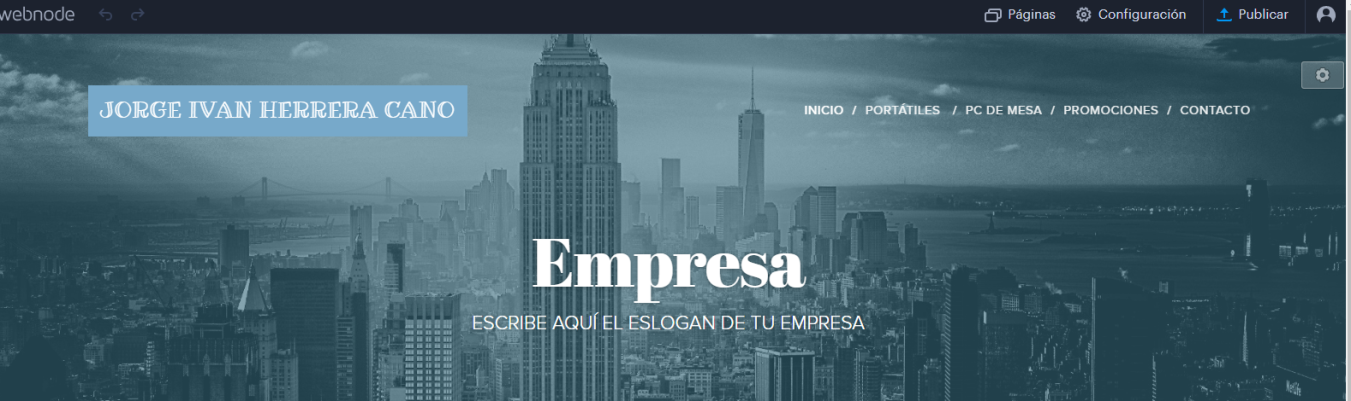 webnode Páginas Configuración Publicar
JORGE IVAN HERRERA CANO
INICIO / PORTÁTILES / PC DE MESA / PROMOCIONES / CONTACTO
Empresa
ESCRIBE AQUÍ EL ESLOGAN DE TU EMPRESA